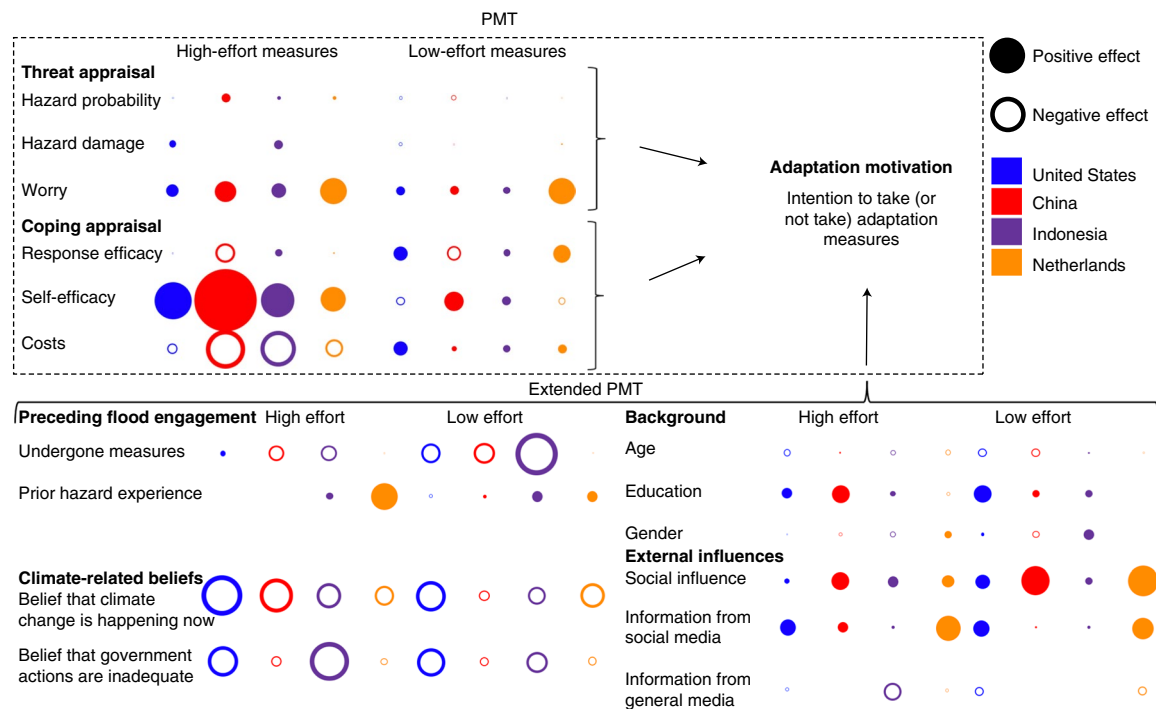 PMT
High-effort measures
Low-effort measures
Threat appraisal
Hazard probability
Hazard damage
Worry
Coping appraisal
Response efficacy
Self-efficacy
Costs
Adaptation motivation
Intention to take (or
not take) adaptation
measures
Positive effect
Negative effect
United States
China
Indonesia
Netherlands
Extended PMT
Preceding flood engagement
High effort
Low effort
Undergone measures
Prior hazard experience
Climate-related beliefs
Belief that climate
change is happening now
Belief that government
actions are inadequate
Background
High effort
Low effort
Age
Education
Gender
External influences
Social influence
Information from
social media
Information from
general media